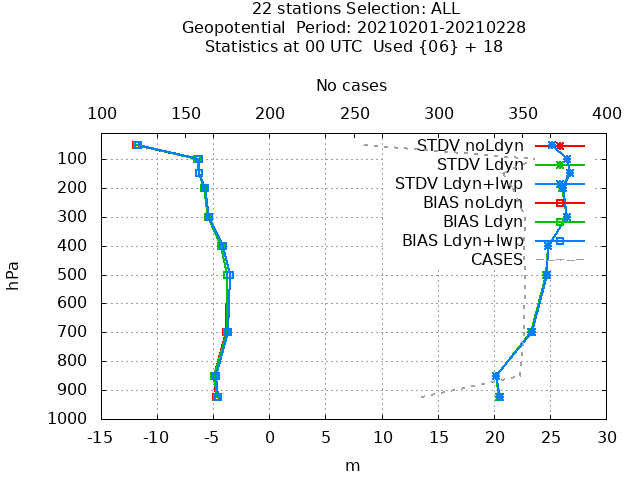 22 stations Selection: ALL
Geopotential  Period: 20210201-20210228
Statistics at 00 UTC  Used {06} + 18
No cases
100 150 200 250 300 350 400
STDV noLdyn
STDV Ldyn
STDV Ldyn+lwp
BIAS noLdyn
BIAS Ldyn
BIAS Ldyn+lwp
CASES
hPa
100
200
300
400
500
600
700
800
900
1000
-15 -10 -5 0 5 10 15 20 25 30
m